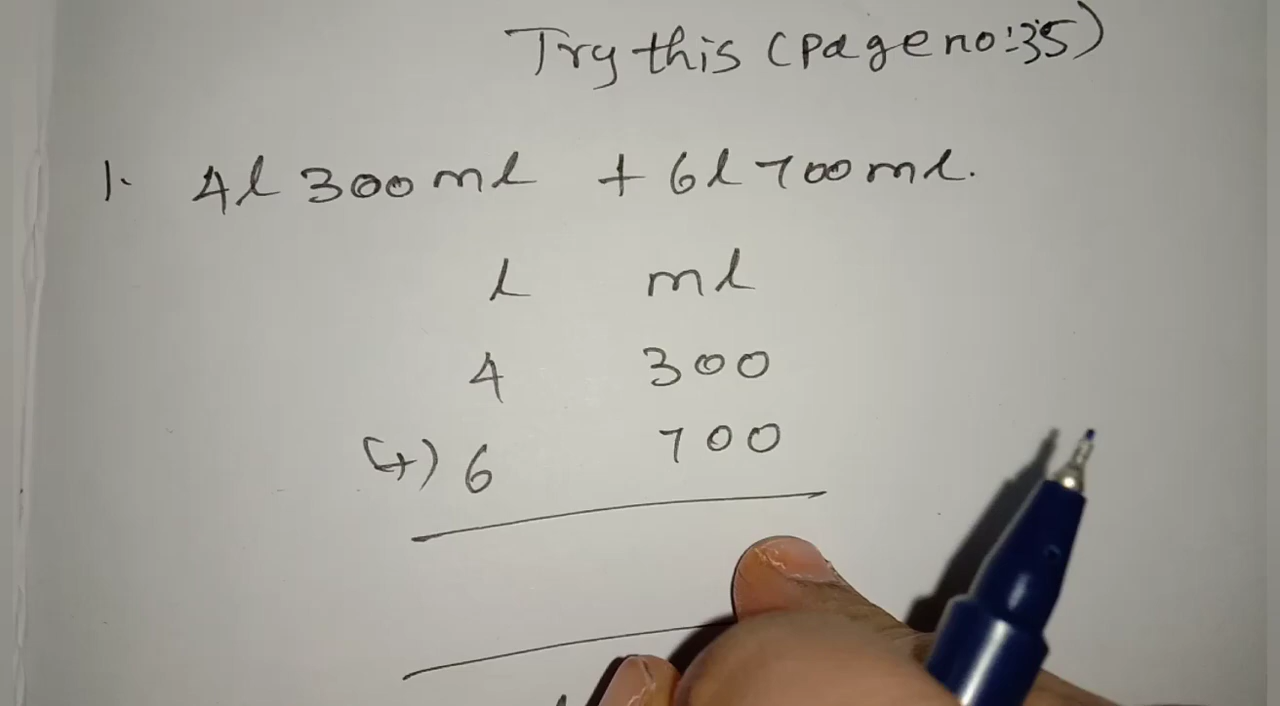 Try this (Page no:35)
1. 4l 300ml + 6l 700ml.
l ml
4 300
(+) 6 700